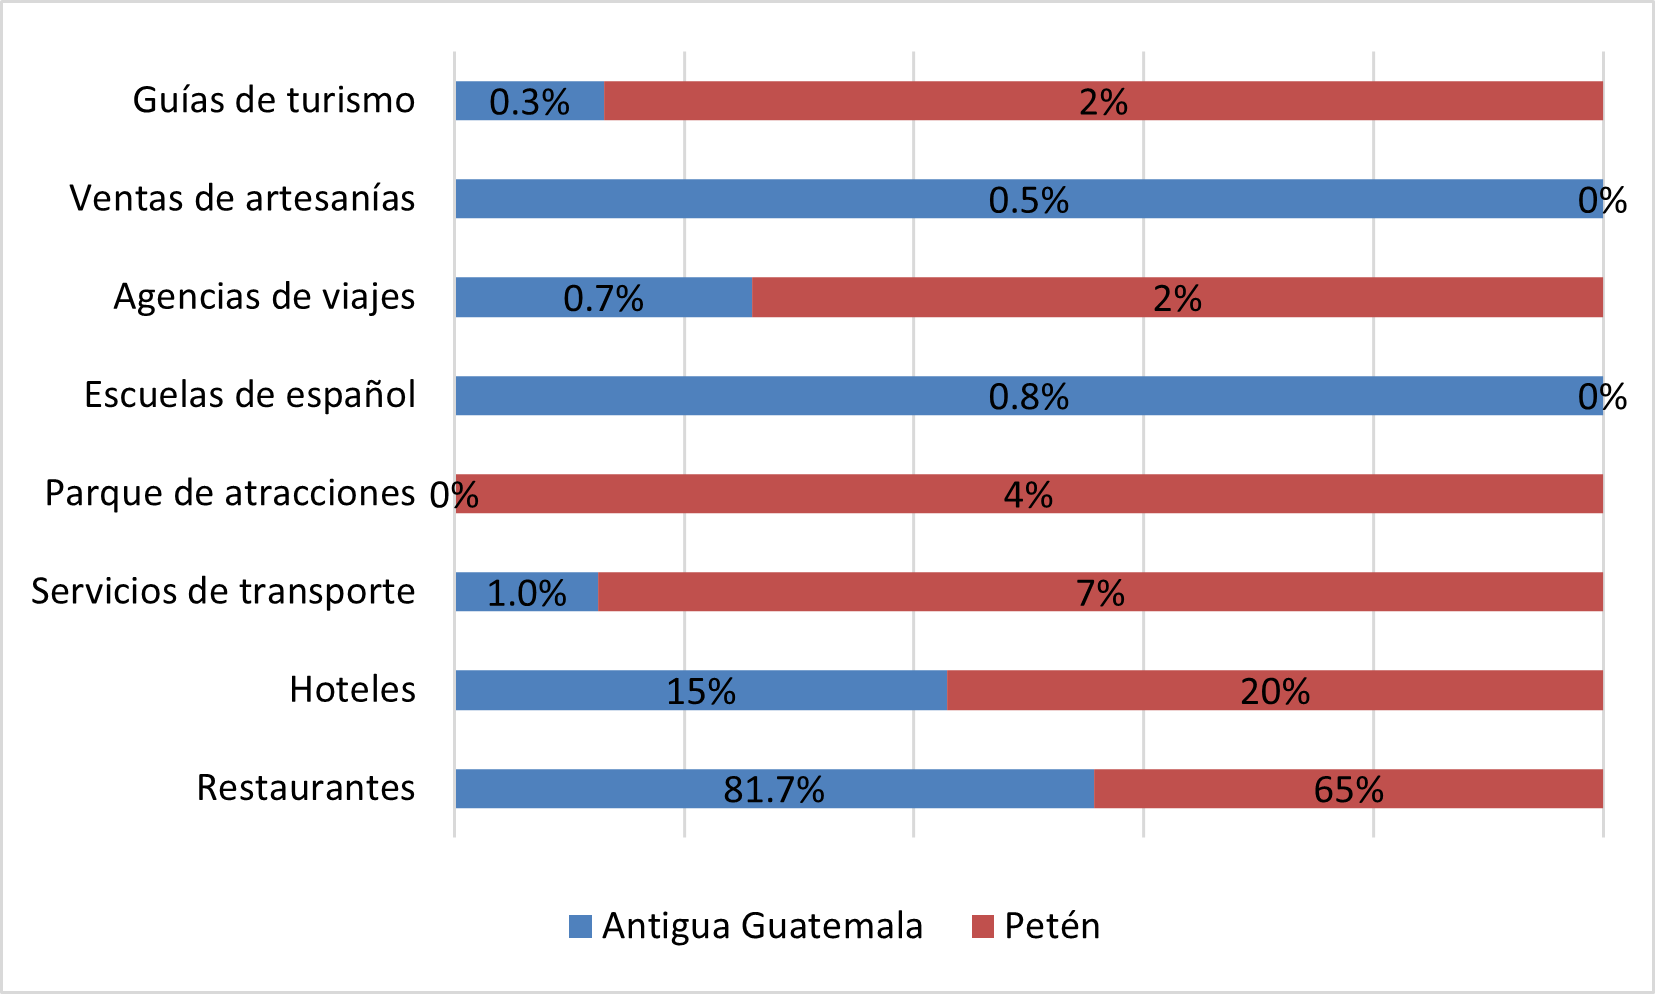 Guías de turismo 0.3% 2%
Ventas de artesanías 0.5% 0%
Agencias de viajes 0.7% 2%
Escuelas de español 0.8% 0%
Parque de atracciones 0% 4%
Servicios de transporte 1.0% 7%
Hoteles 15% 20%
Restaurantes 81.7% 65%
Antigua Guatemala Petén